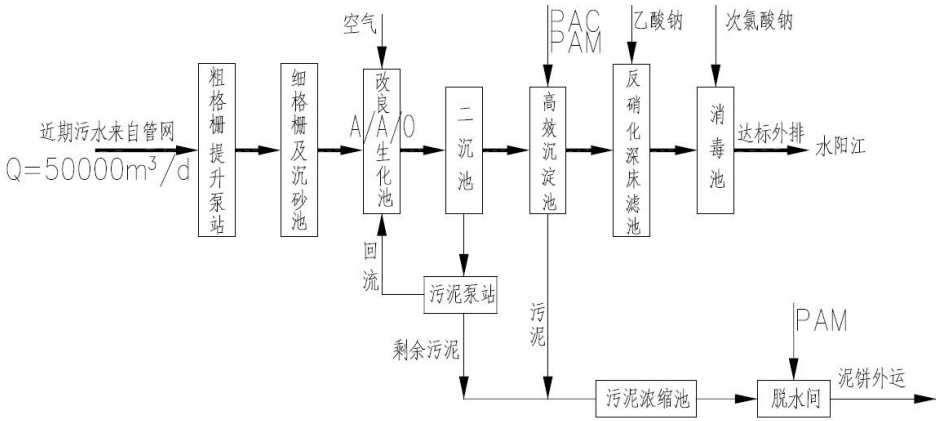 空气
PAC
PAM
乙酸钠
次氯酸钠
近期污水来自管网
Q=50000m³/d
粗格栅提升泵站
细格栅及沉砂池
改良A/A/O生化池
二沉池
高效沉淀池
反硝化深床滤池
消毒池
达标外排
水阳江
回流
污泥泵站
剩余污泥
污泥
PAM
污泥浓缩池
脱水间
泥饼外运